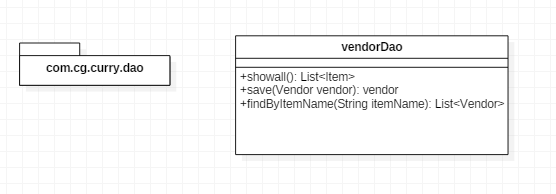 com.cg.curry.dao
vendorDao
+showall(): List<Item>
+save(Vendor vendor): vendor
+findByItemName(String itemName): List<Vendor>